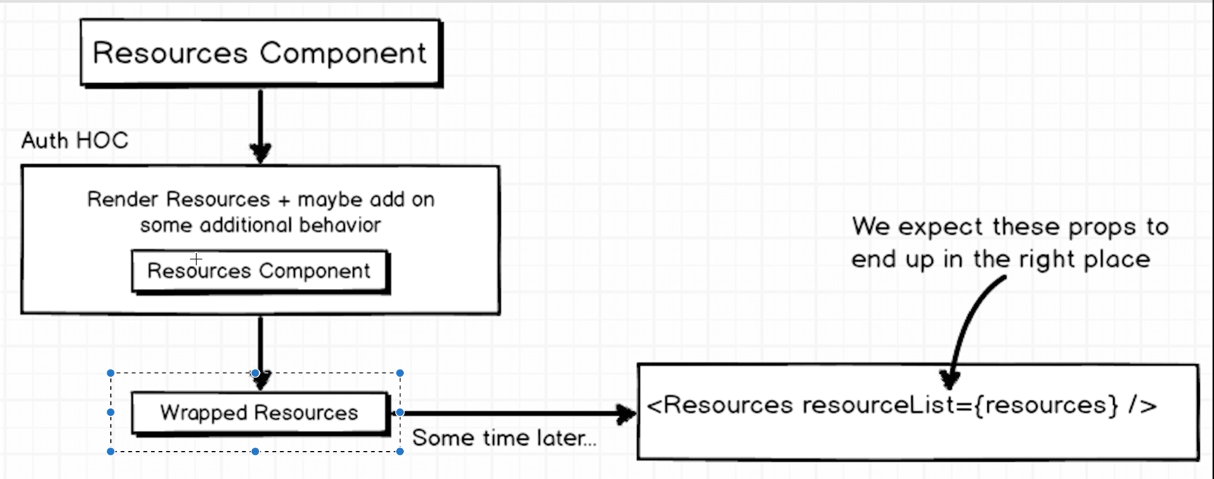 Resources Component
Auth HOC
Render Resources + maybe add on
some additional behavior
Resources Component
Wrapped Resources
Some time later...
We expect these props to
end up in the right place
<Resources resourceList={resources} />